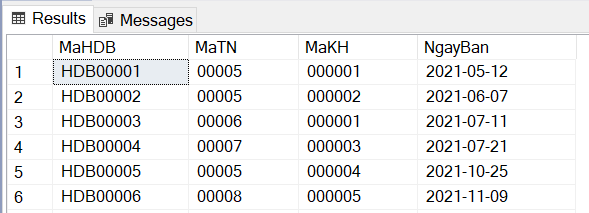 Results Messages
MaHDB MaTN MaKH NgayBan
1 HDB00001 00005 000001 2021-05-12
2 HDB00002 00005 000002 2021-06-07
3 HDB00003 00006 000001 2021-07-11
4 HDB00004 00007 000003 2021-07-21
5 HDB00005 00005 000004 2021-10-25
6 HDB00006 00008 000005 2021-11-09